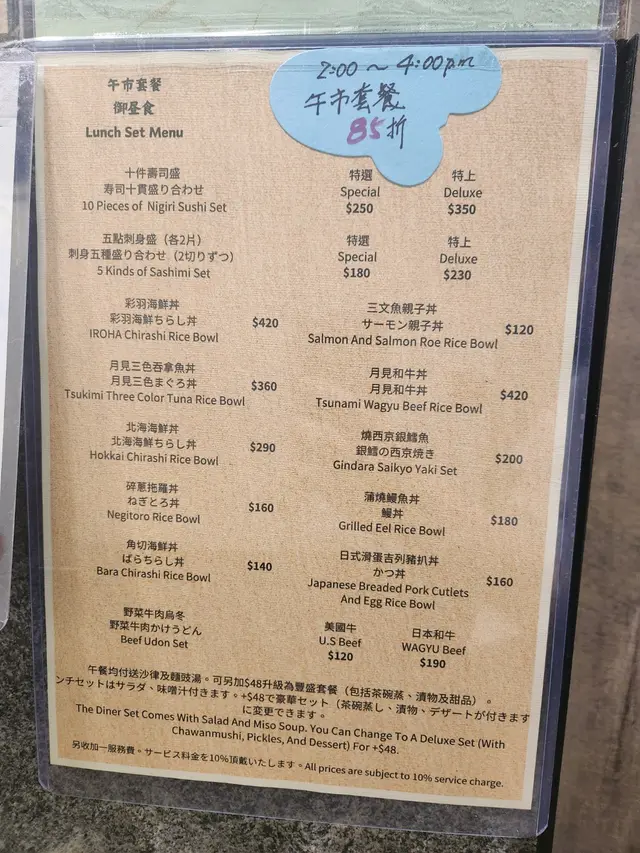 2:00 ~ 4:00pm
午市套餐
85折
午市套餐
御昼食
Lunch Set Menu
十件壽司盛
寿司十貫盛り合わせ
10 Pieces of Nigiri Sushi Set
特選
Special
$250
特上
Deluxe
$350
五點刺身盛（各2片）
刺身五種盛り合わせ（2切りずつ）
5 Kinds of Sashimi Set
特選
Special
$180
特上
Deluxe
$230
彩羽海鮮丼
彩羽海鮮ちらし丼
IROHA Chirashi Rice Bowl
$420
三文魚親子丼
サーモン親子丼
Salmon And Salmon Roe Rice Bowl
$120
月見三色吞拿魚丼
月見三色まぐろ丼
Tsukimi Three Color Tuna Rice Bowl
$360
月見和牛丼
月見和牛丼
Tsunami Wagyu Beef Rice Bowl
$420
北海海鮮丼
北海海鮮ちらし丼
Hokkai Chirashi Rice Bowl
$290
燒西京銀鱈魚
銀鱈の西京焼き
Gindara Saikyo Yaki Set
$200
碎蔥拖羅丼
ねぎとろ丼
Negitoro Rice Bowl
$160
蒲燒鰻魚丼
鰻丼
Grilled Eel Rice Bowl
$180
角切海鮮丼
ばらちらし丼
Bara Chirashi Rice Bowl
$140
日式滑蛋吉列豬扒丼
かつ丼
Japanese Breaded Pork Cutlets
And Egg Rice Bowl
$160
野菜牛肉烏冬
野菜牛肉かけうどん
Beef Udon Set
美國牛
U.S Beef
$120
日本和牛
WAGYU Beef
$190
午餐均付送沙律及麵豉湯。可另加$48升級為豐盛套餐（包括茶碗蒸、漬物及甜品）。
ンチセットはサラダ、味噌汁付きます。+$48で豪華セット（茶碗蒸し、漬物、デザートが付きます
に変更できます。
The Diner Set Comes With Salad And Miso Soup. You Can Change To A Deluxe Set (With
Chawanmushi, Pickles, And Dessert) For +$48.
另收加一服務費。サービス料金を10%頂戴いたします。All prices are subject to 10% service charge.